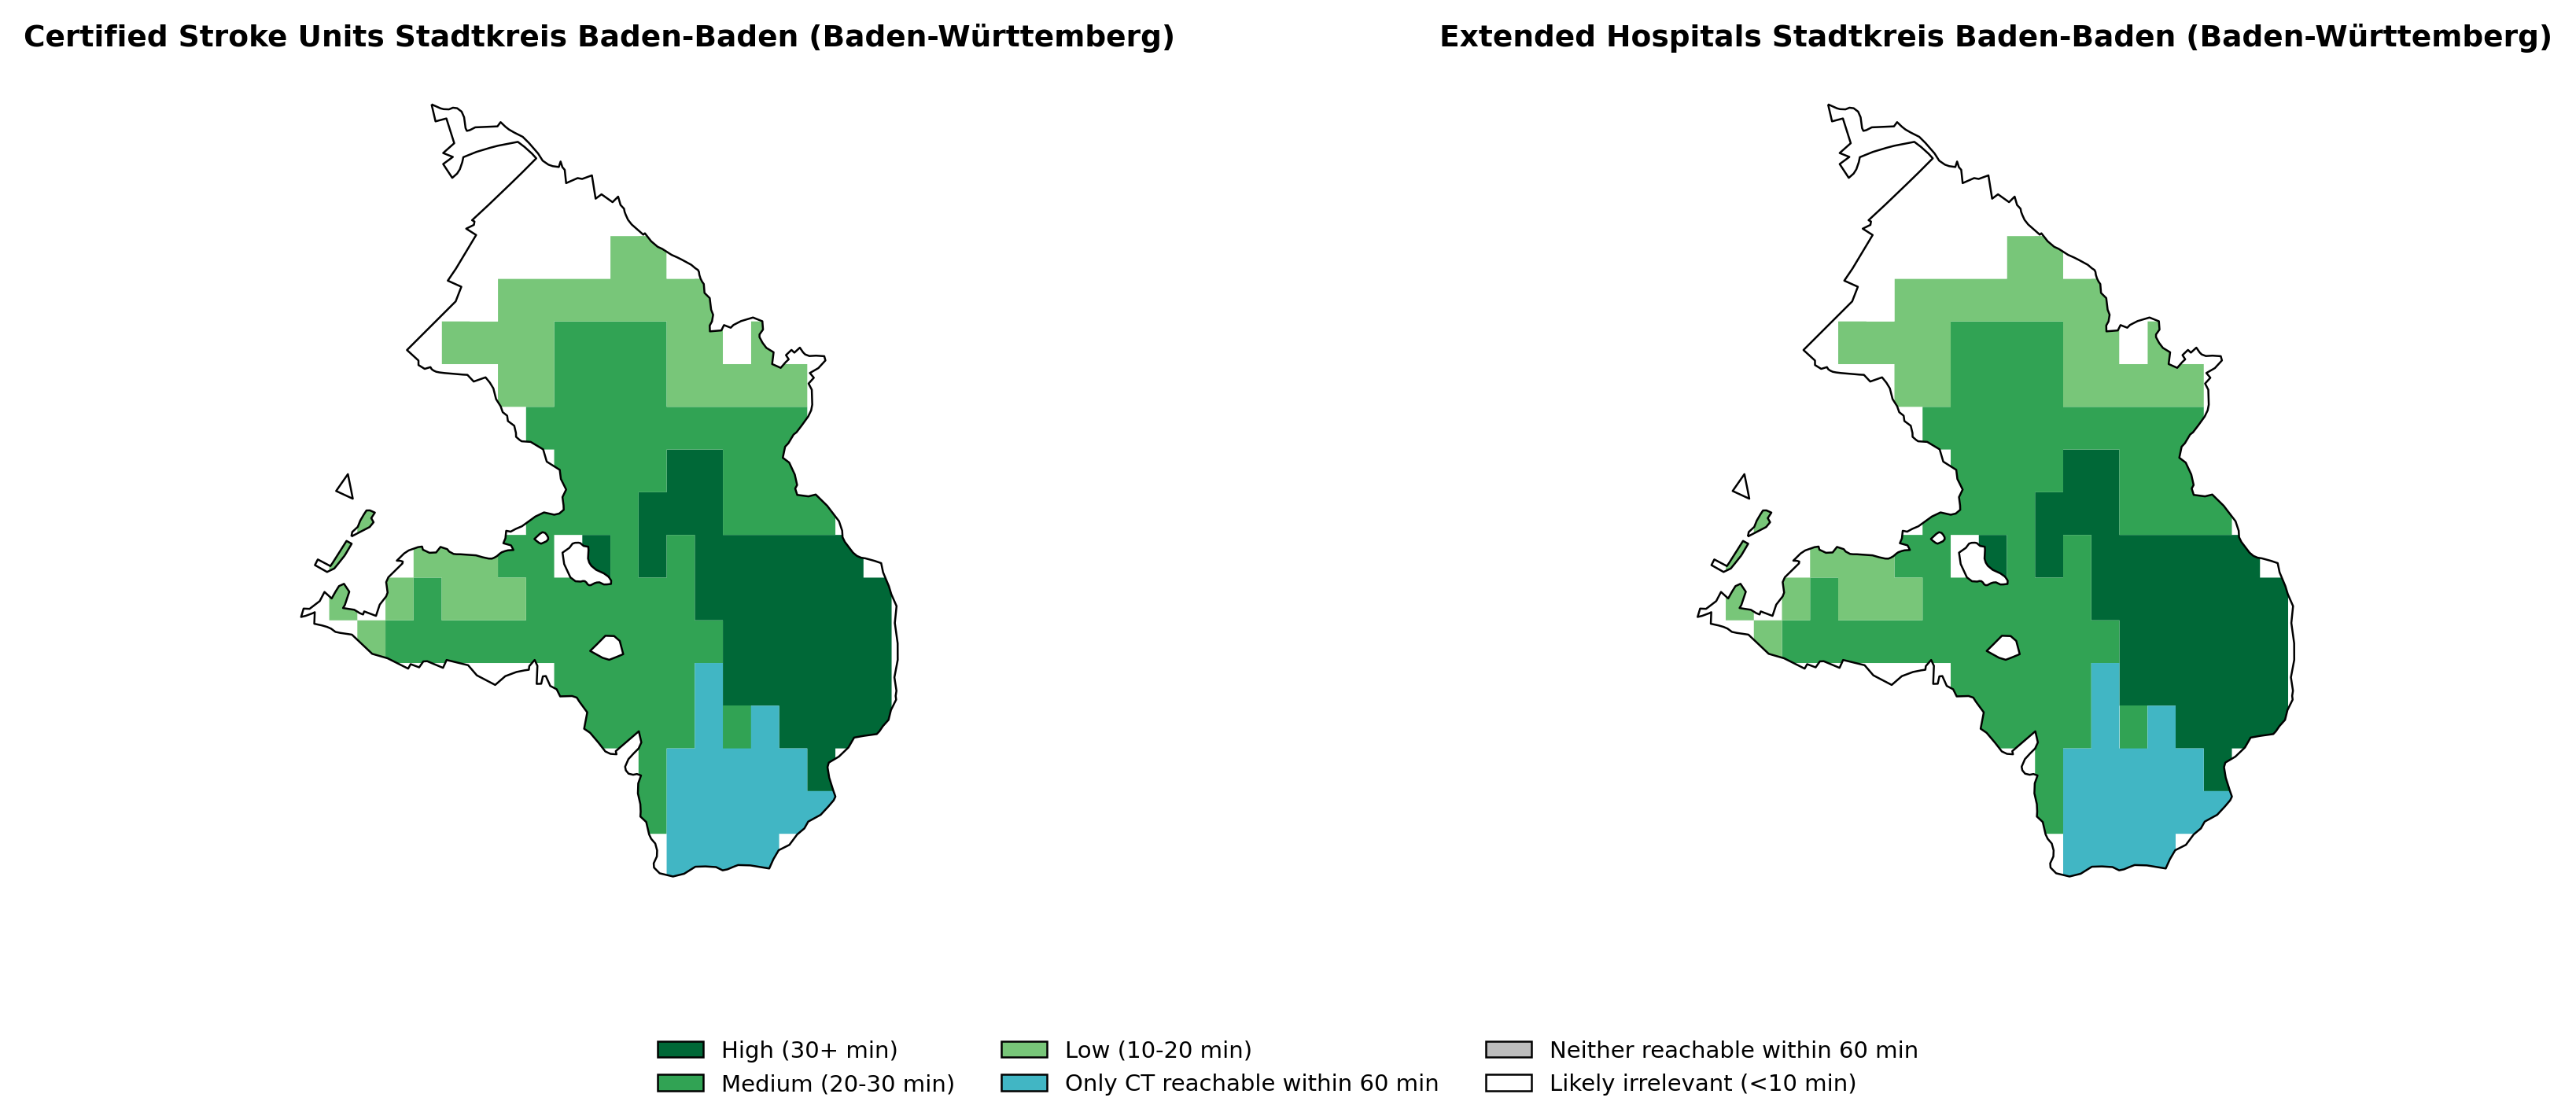 Certified Stroke Units Stadtkreis Baden-Baden (Baden-Württemberg)
Extended Hospitals Stadtkreis Baden-Baden (Baden-Württemberg)
High (30+ min)
Medium (20-30 min)
Low (10-20 min)
Only CT reachable within 60 min
Neither reachable within 60 min
Likely irrelevant (<10 min)